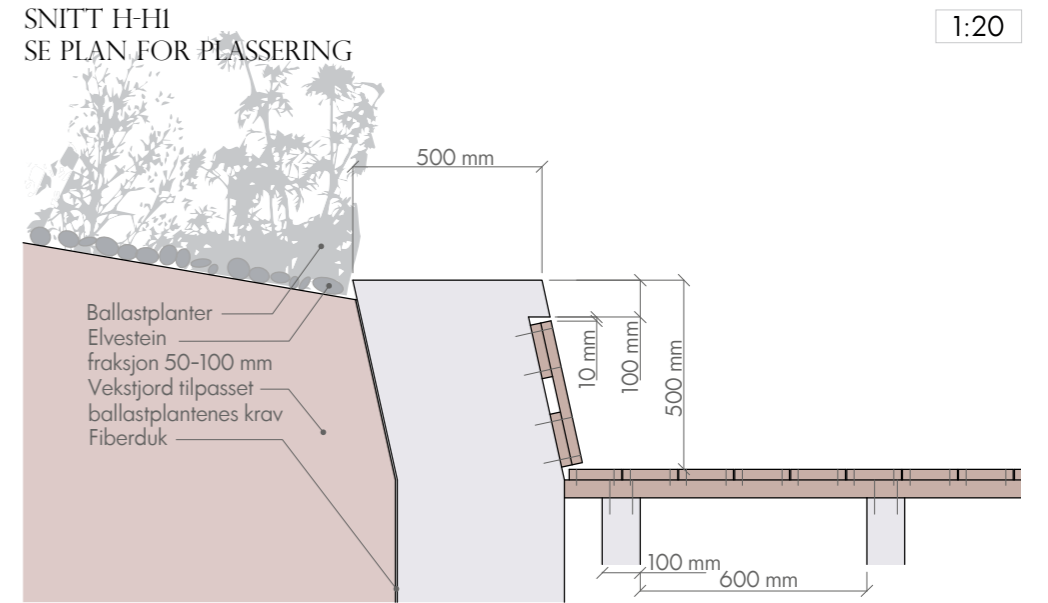 SNITT H-H1
SE PLAN FOR PLASSERING
1:20
500 mm
Ballastplanter
Elvestein
fraksjon 50-100 mm
Vekstjord tilpasset
ballastplantenes krav
Fiberduk
10 mm
100 mm
500 mm
100 mm
600 mm